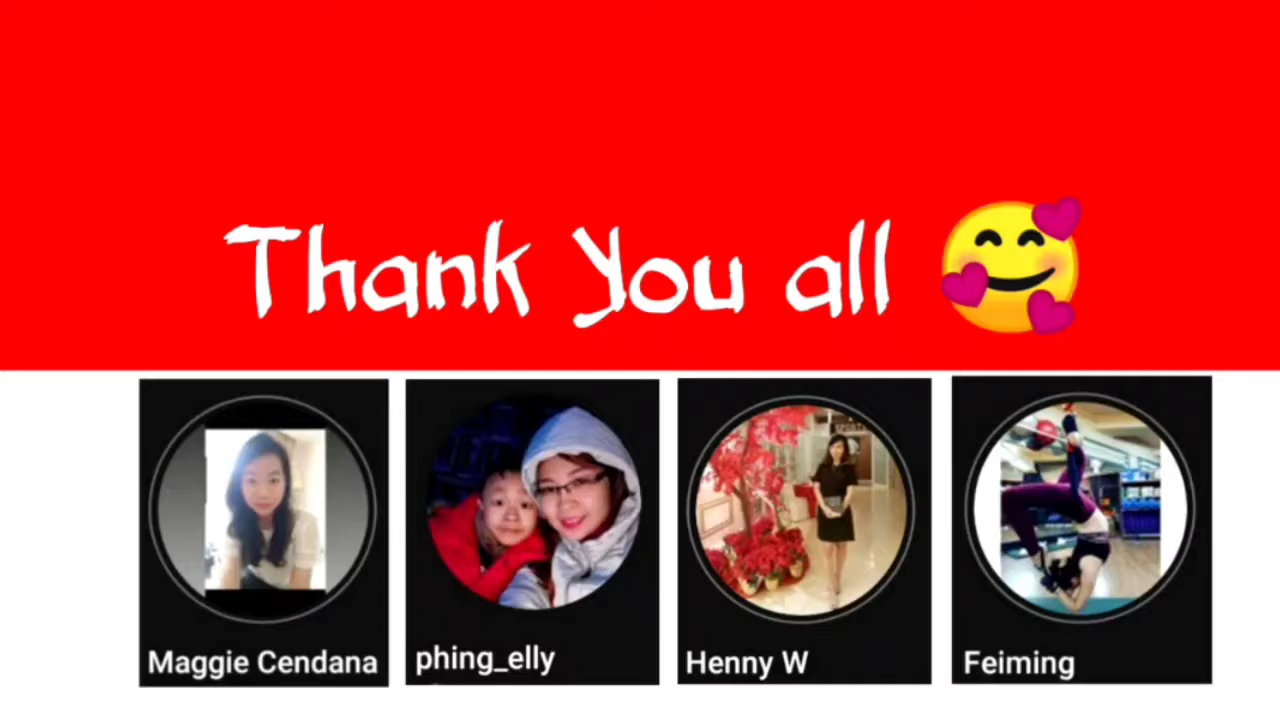 Thank You all 🥰
Maggie Cendana
phing_elly
Henny W
Feiming